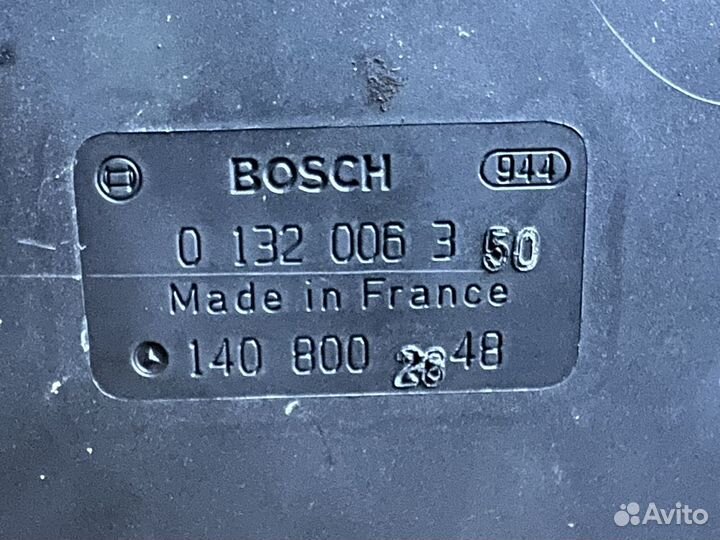 BOSCH 944
0 132 006 3 50
Made in France
140 800 28 48
Avito